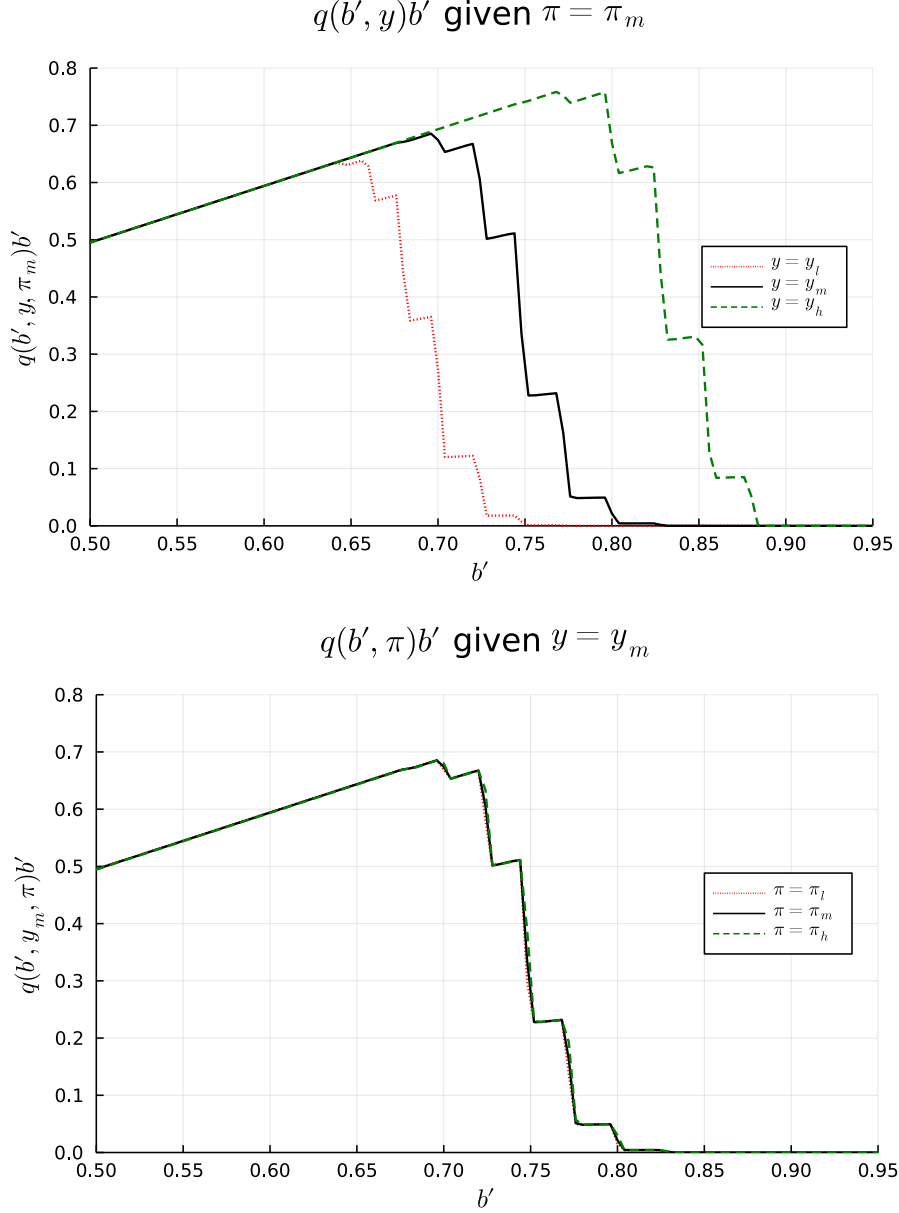 q(b′, y)b′ given π = π_m
q(b′, y, π_m)b′
0.8
0.7
0.6
0.5
0.4
0.3
0.2
0.1
0.0
y = y_l
y = y_m
y = y_h
0.50 0.55 0.60 0.65 0.70 0.75 0.80 0.85 0.90 0.95
b′
q(b′, π)b′ given y = y_m
q(b′, y_m, π)b′
0.8
0.7
0.6
0.5
0.4
0.3
0.2
0.1
0.0
π = π_l
π = π_m
π = π_h
0.50 0.55 0.60 0.65 0.70 0.75 0.80 0.85 0.90 0.95
b′